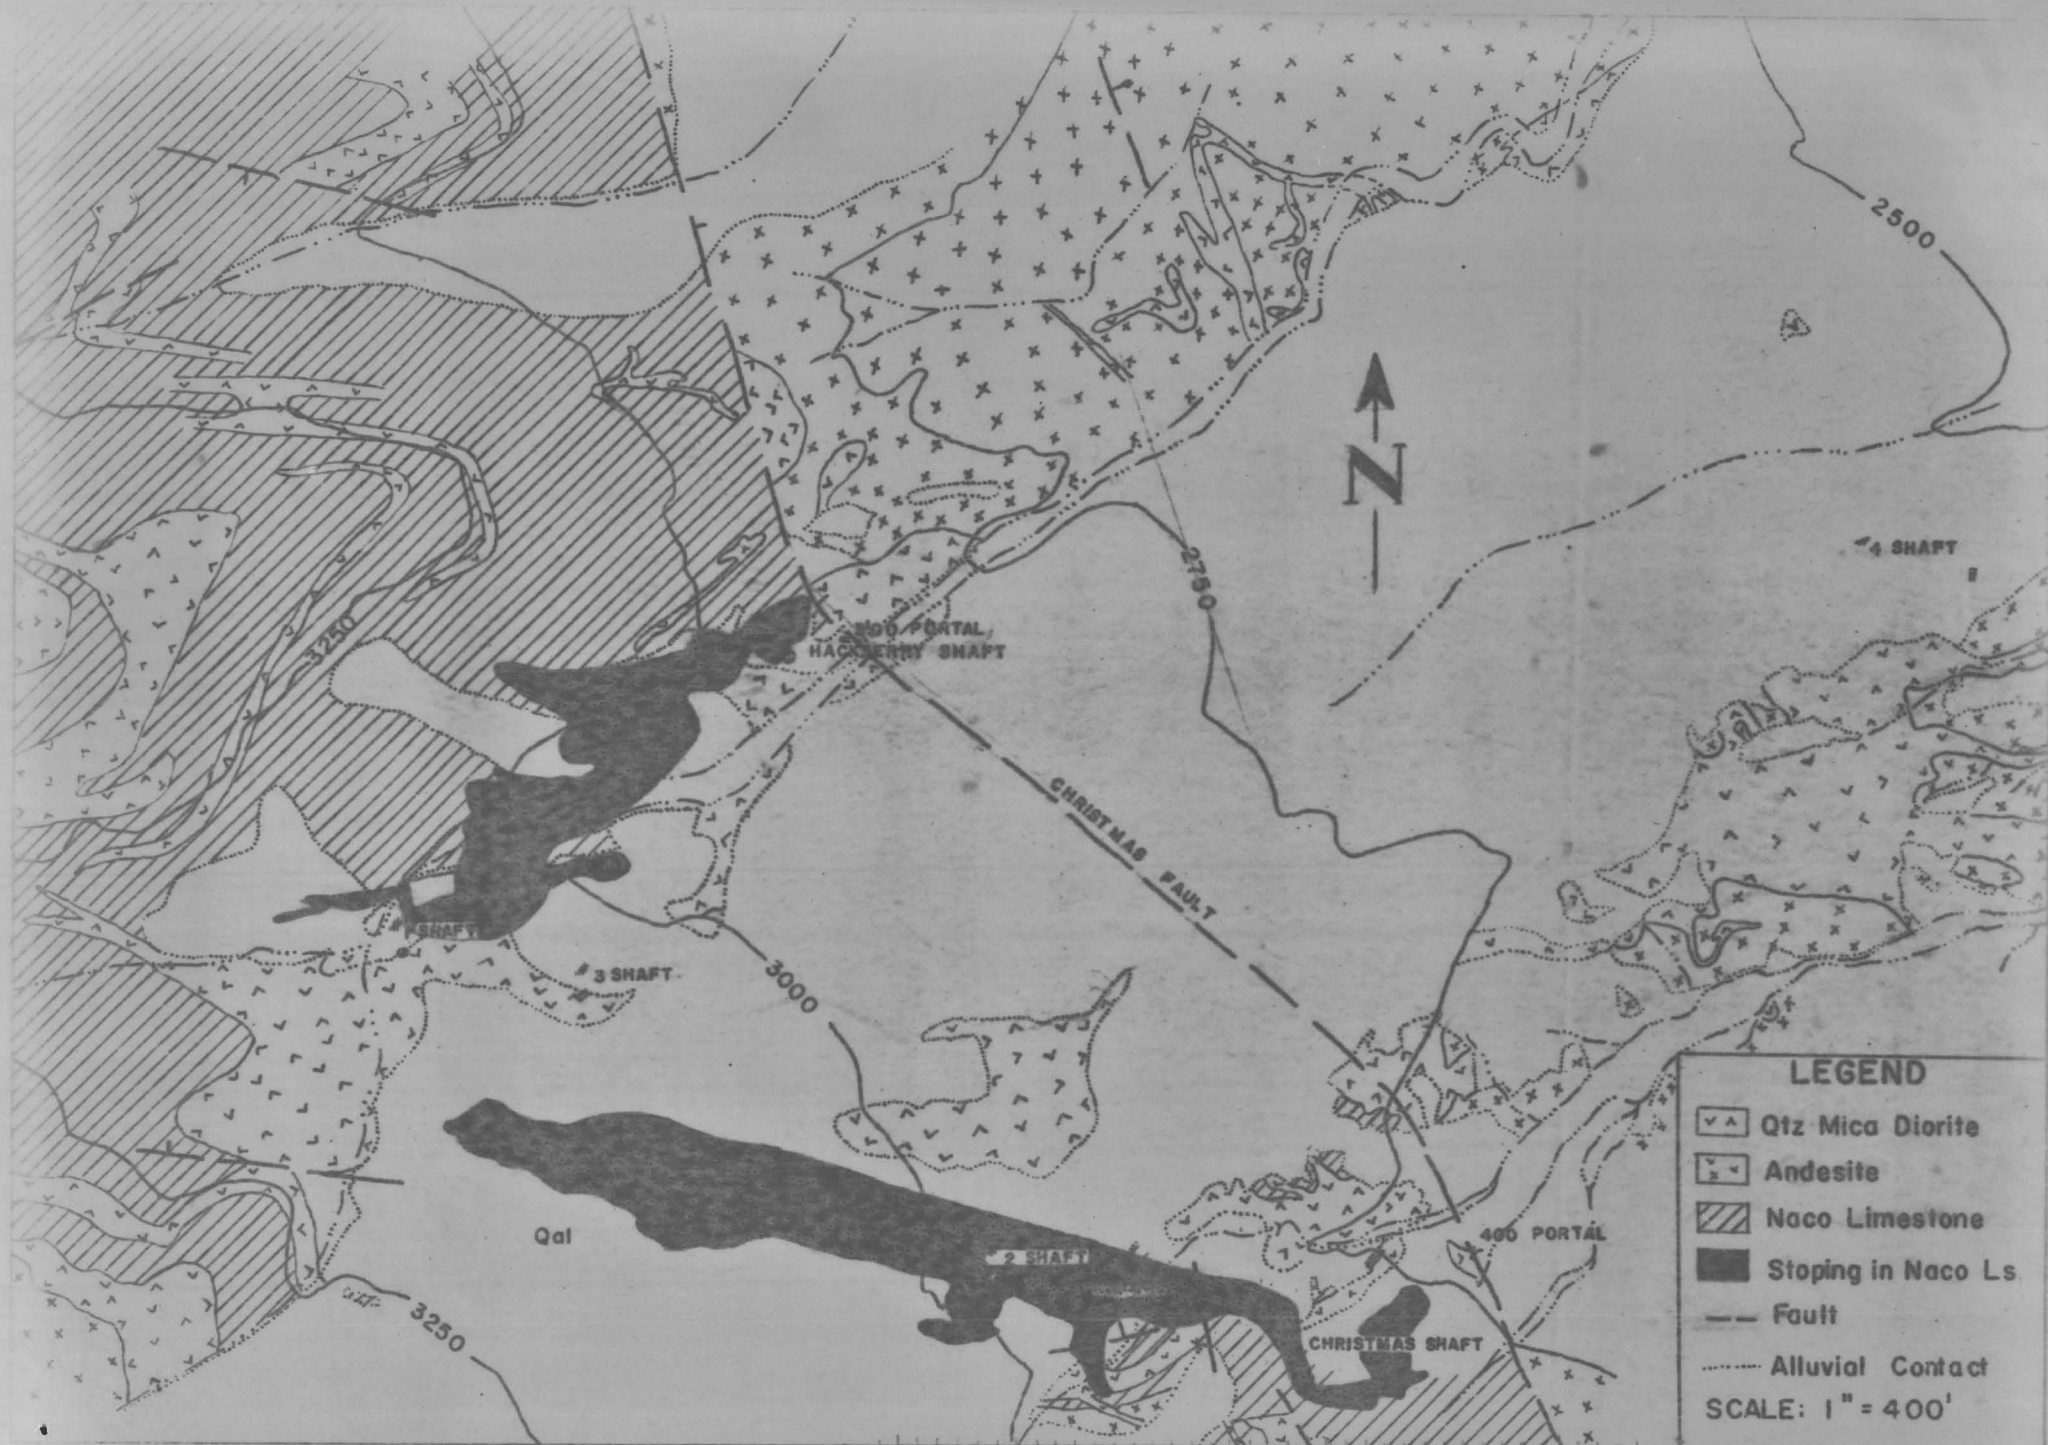 2500
N
4 SHAFT
2750
3250
PORTAL
HACKBERRY SHAFT
CHRISTMAS FAULT
SHAFT
3 SHAFT
3000
Qal
2 SHAFT
400 PORTAL
3250
CHRISTMAS SHAFT
LEGEND
Qtz Mica Diorite
Andesite
Naco Limestone
Stoping in Naco Ls
Fault
Alluvial Contact
SCALE: 1" = 400'